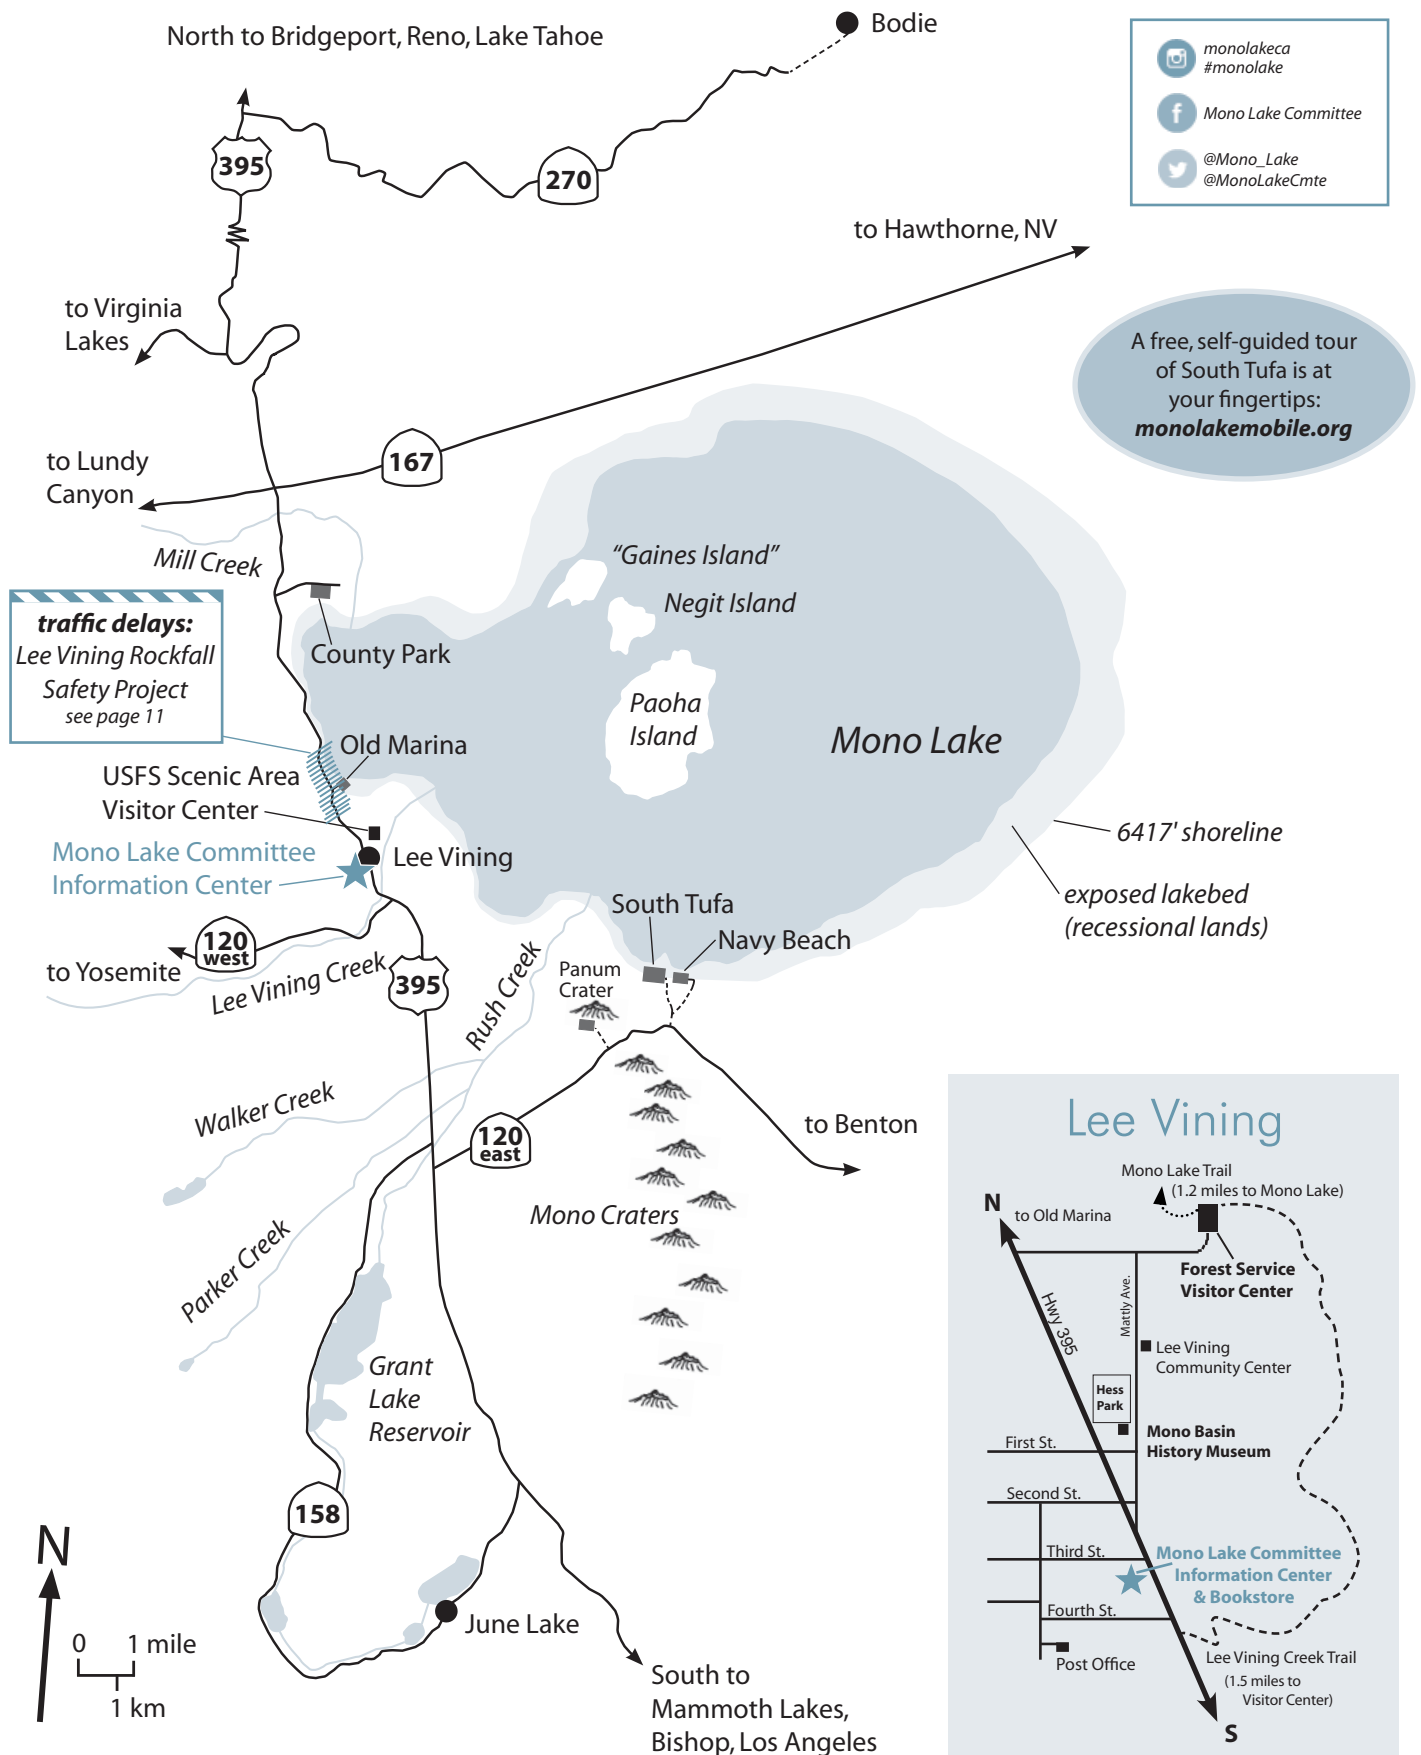 North to Bridgeport, Reno, Lake Tahoe
Bodie
monolakeca
#monolake
f
Mono Lake Committee
@Mono_Lake
@MonoLakeCmte
395
270
to Hawthorne, NV
to Virginia
Lakes
A free, self-guided tour
of South Tufa is at
your fingertips:
monolakemobile.org
167
to Lundy
Canyon
Mill Creek
"Gaines Island"
Negit Island
traffic delays:
Lee Vining Rockfall
Safety Project
see page 11
County Park
Paoha
Island
Mono Lake
Old Marina
USFS Scenic Area
Visitor Center
6417' shoreline
Mono Lake Committee
Information Center
Lee Vining
exposed lakebed
(recessional lands)
South Tufa
Navy Beach
120
west
to Yosemite
Lee Vining Creek
395
Rush Creek
Panum
Crater
Walker Creek
120
east
to Benton
Mono Craters
Parker Creek
Grant
Lake
Reservoir
158
June Lake
N
0 1 mile
1 km
South to
Mammoth Lakes,
Bishop, Los Angeles
Lee Vining
Mono Lake Trail
(1.2 miles to Mono Lake)
N
to Old Marina
Forest Service
Visitor Center
Mattly Ave.
Hwy 395
Lee Vining
Community Center
Hess
Park
Mono Basin
History Museum
First St.
Second St.
Third St.
Mono Lake Committee
Information Center
& Bookstore
Fourth St.
Post Office
Lee Vining Creek Trail
(1.5 miles to
Visitor Center)
S